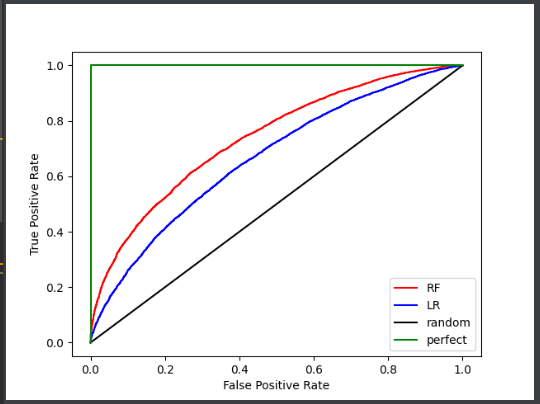 1.0
0.8
0.6
0.4
0.2
0.0
True Positive Rate
RF
LR
random
perfect
0.0 0.2 0.4 0.6 0.8 1.0
False Positive Rate